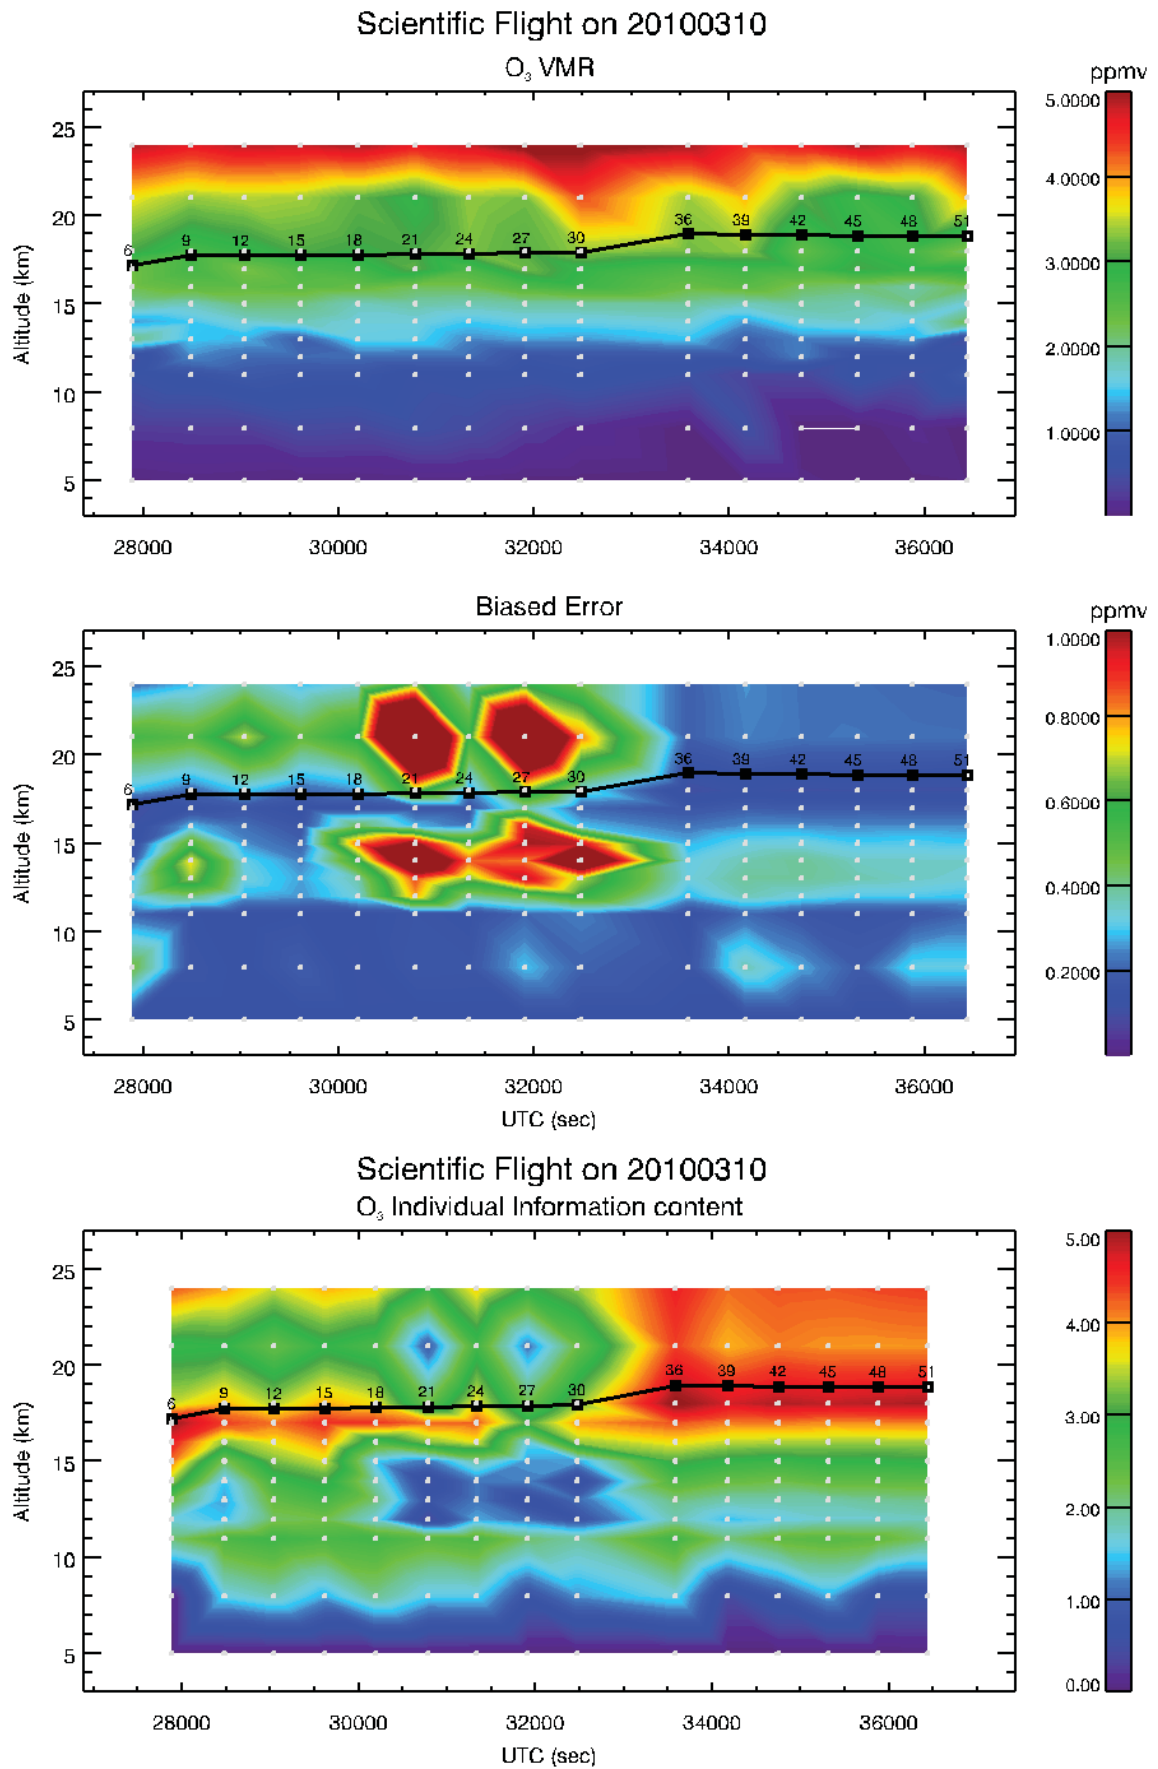 Scientific Flight on 20100310
O₃ VMR
ppmv
5.0000
4.0000
3.0000
2.0000
1.0000
Altitude (km)
25
20
15
10
5
6 9 12 15 18 21 24 27 30 36 39 42 45 48 51
28000 30000 32000 34000 36000
Biased Error
ppmv
1.0000
0.8000
0.6000
0.4000
0.2000
Altitude (km)
25
20
15
10
5
6 9 12 15 18 21 24 27 30 36 39 42 45 48 51
28000 30000 32000 34000 36000
UTC (sec)
Scientific Flight on 20100310
O₃ Individual Information content
5.00
4.00
3.00
2.00
1.00
0.00
Altitude (km)
25
20
15
10
5
6 9 12 15 18 21 24 27 30 36 39 42 45 48 51
28000 30000 32000 34000 36000
UTC (sec)